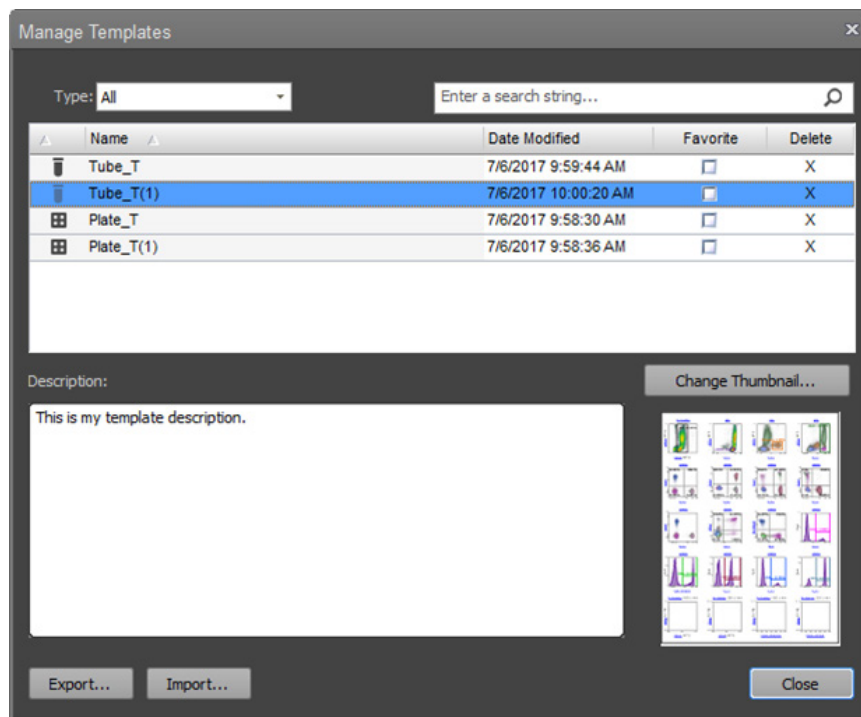 Manage Templates
Type: All
Enter a search string...
Name Date Modified Favorite Delete
Tube_T 7/6/2017 9:59:44 AM X
Tube_T(1) 7/6/2017 10:00:20 AM X
Plate_T 7/6/2017 9:58:30 AM X
Plate_T(1) 7/6/2017 9:58:36 AM X
Description:
Change Thumbnail...
This is my template description.
Export... Import... Close